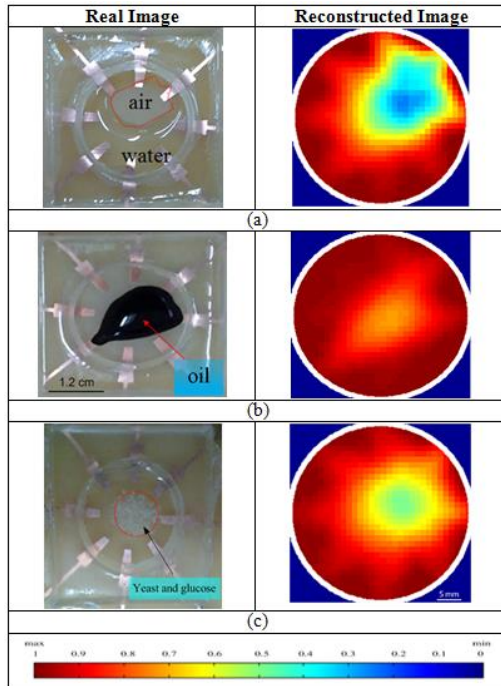 Real Image Reconstructed Image
air
water
(a)
1.2 cm
oil
(b)
Yeast and glucose
5 mm
(c)
max min
1 0.9 0.8 0.7 0.6 0.5 0.4 0.3 0.2 0.1 0